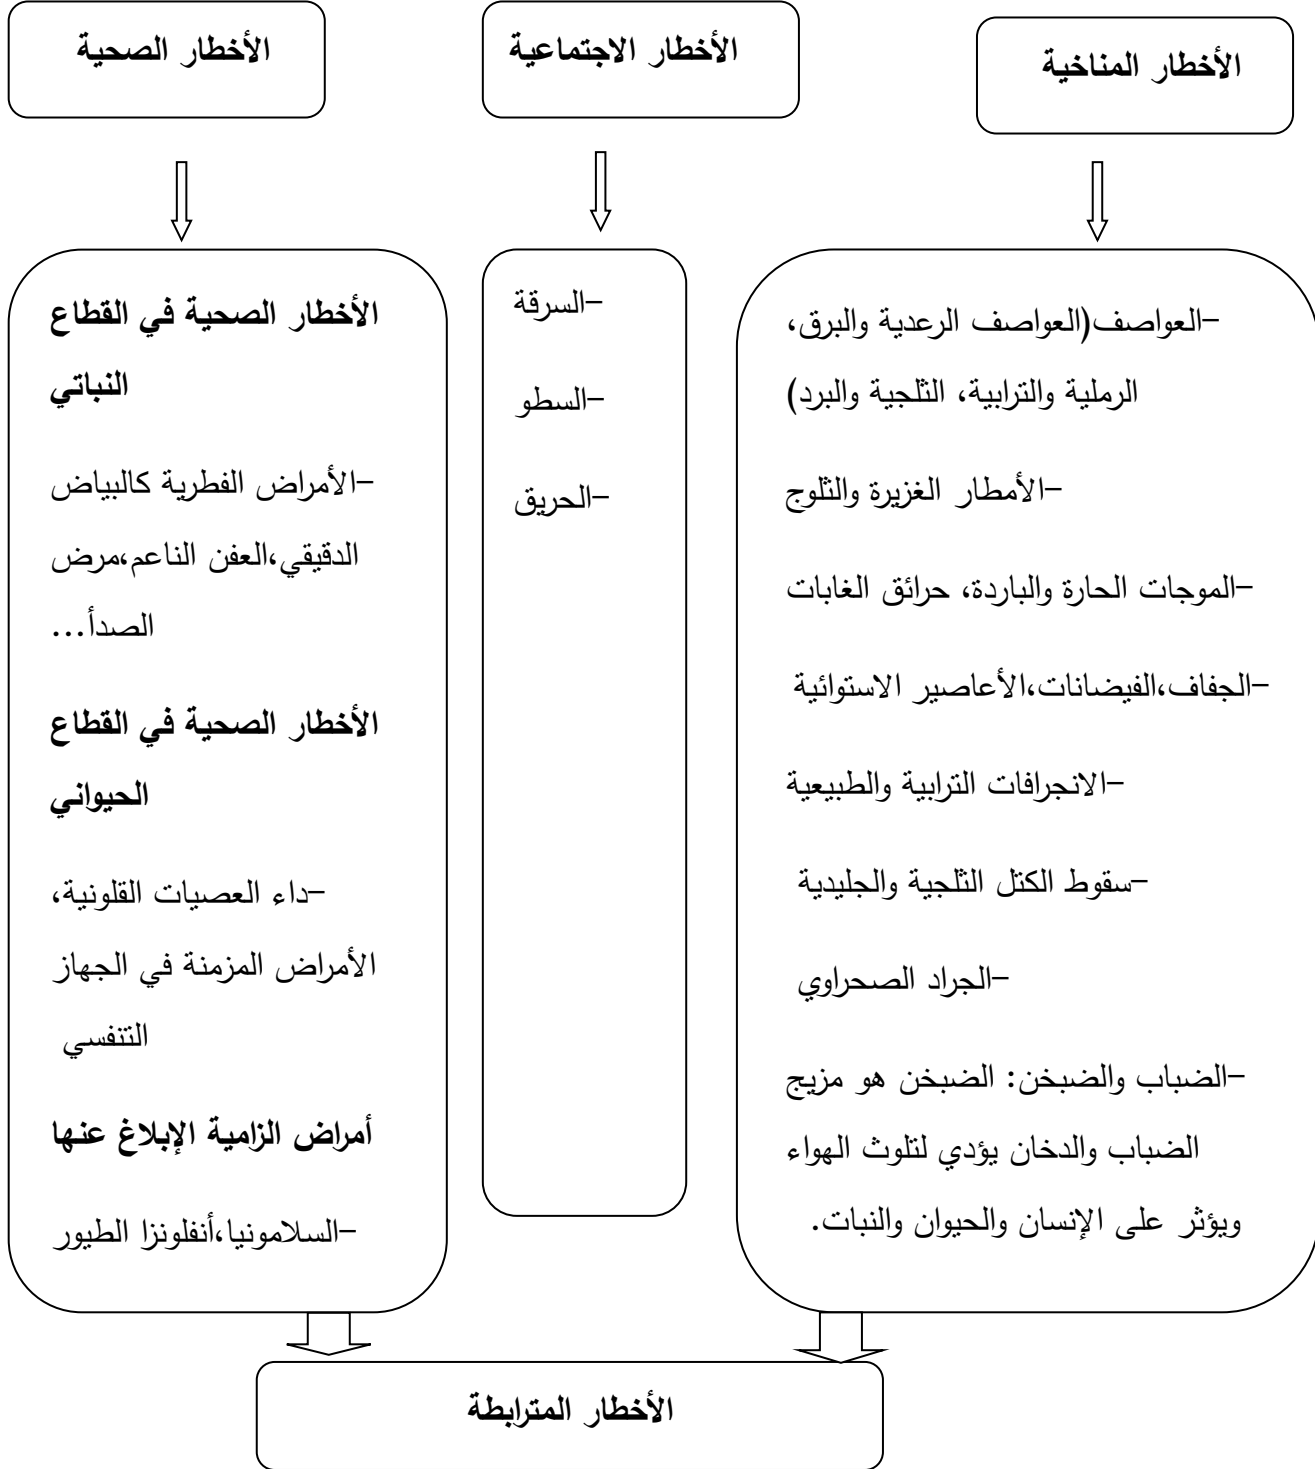 الأخطار المناخية
الأخطار الاجتماعية
الأخطار الصحية
-العواصف(العواصف الرعدية والبرق،
الرملية والترابية، الثلجية والبرد)
-الأمطار الغزيرة والثلوج
-الموجات الحارة والباردة، حرائق الغابات
-الجفاف،الفيضانات،الأعاصير الاستوائية
-الانجرافات الترابية والطبيعية
-سقوط الكتل الثلجية والجليدية
-الجراد الصحراوي
-الضباب والضبخن: الضبخن هو مزيج
الضباب والدخان يؤدي لتلوث الهواء
ويؤثر على الإنسان والحيوان والنبات.
-السرقة
-السطو
-الحريق
الأخطار الصحية في القطاع
النباتي
-الأمراض الفطرية كالبياض
الدقيقي،العفن الناعم،مرض
الصدأ...
الأخطار الصحية في القطاع
الحيواني
-داء العصيات القلونية،
الأمراض المزمنة في الجهاز
التنفسي
أمراض الزامية الإبلاغ عنها
-السلامونيا،أنفلونزا الطيور
الأخطار المترابطة